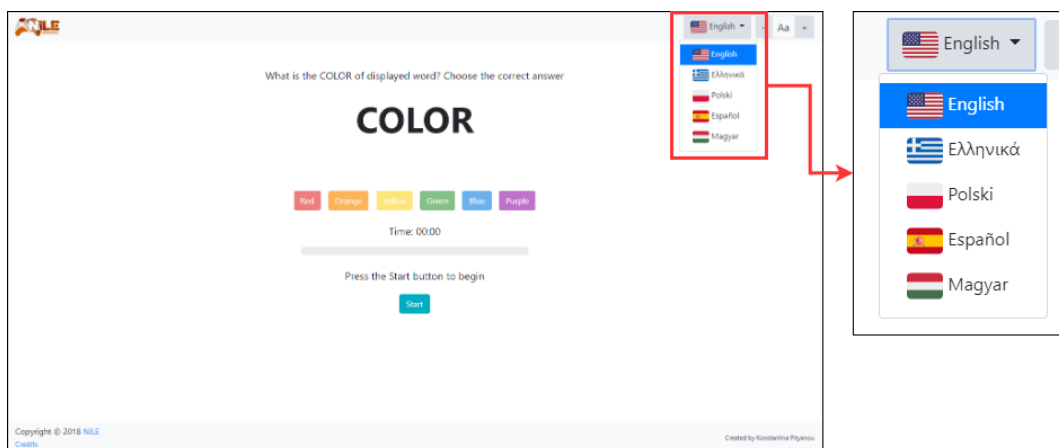 NiLE
English
- Aa +
English
Ελληνικά
Polski
Español
Magyar
What is the COLOR of displayed word? Choose the correct answer
COLOR
Red Orange Yellow Green Blue Purple
Time: 00:00
Press the Start button to begin
Start
Copyright © 2018 NiLE
Credits
Created by Konstantina Pityanou
English
English
Ελληνικά
Polski
Español
Magyar